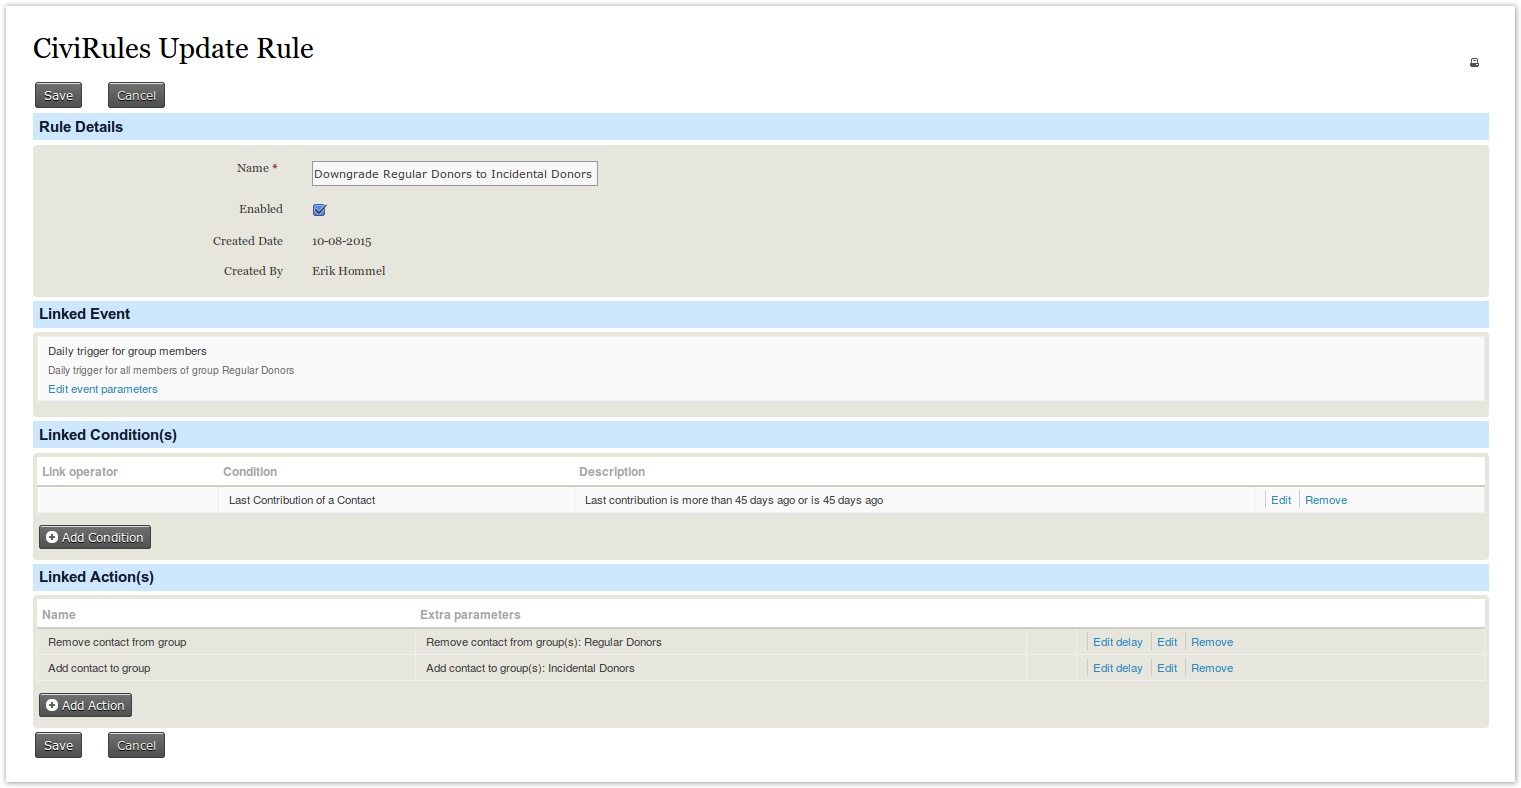 CiviRules Update Rule
Save Cancel
Rule Details
Name * Downgrade Regular Donors to Incidental Donors
Enabled
Created Date 10-08-2015
Created By Erik Hommel
Linked Event
Daily trigger for group members
Daily trigger for all members of group Regular Donors
Edit event parameters
Linked Condition(s)
Link operator Condition Description
Last Contribution of a Contact Last contribution is more than 45 days ago or is 45 days ago Edit Remove
Add Condition
Linked Action(s)
Name Extra parameters
Remove contact from group Remove contact from group(s): Regular Donors Edit delay Edit Remove
Add contact to group Add contact to group(s): Incidental Donors Edit delay Edit Remove
Add Action
Save Cancel